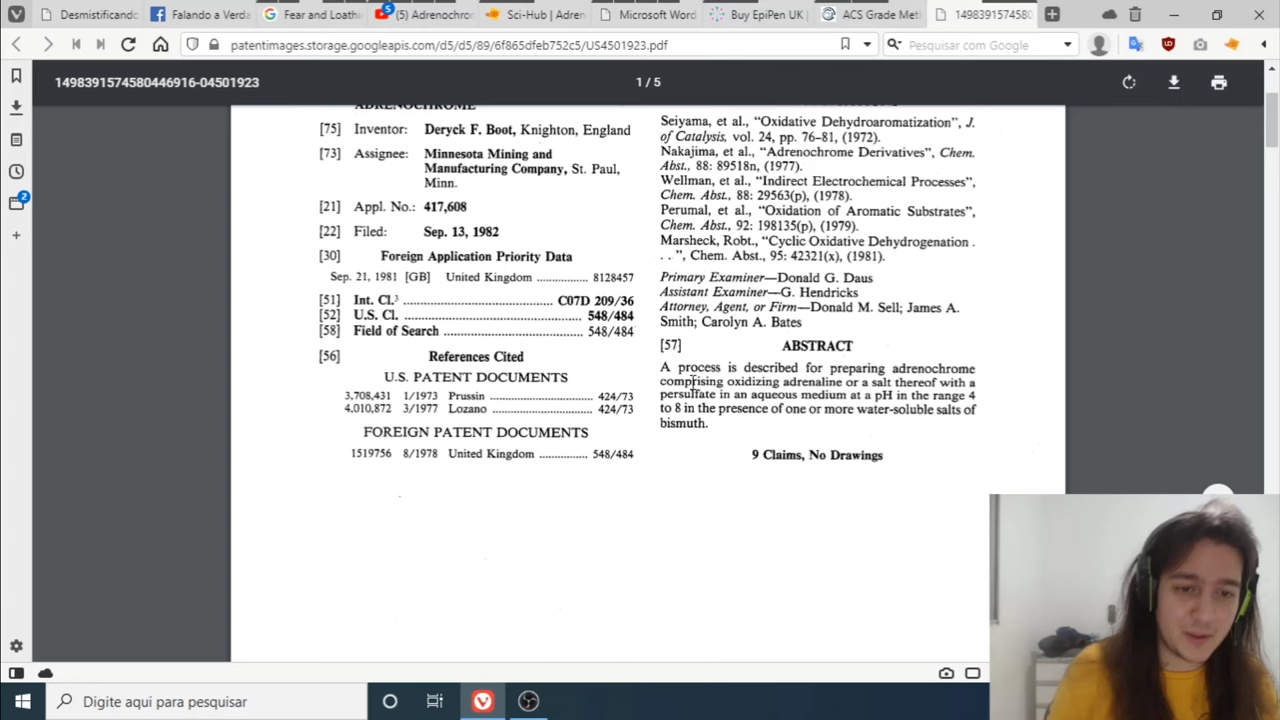 Desmistificando
Falando a Verda
Fear and Loathi
5
(5) Adrenochro
Sci-Hub | Adren
Microsoft Word
Buy EpiPen UK |
ACS Grade Meth
1498391574580
patentimages.storage.googleapis.com/d5/d5/89/6f865dfeb752c5/US4501923.pdf
Pesquisar com Google
1498391574580446916-04501923
1 / 5
ADRENOCHROME
[75] Inventor: Deryck F. Boot, Knighton, England
[73] Assignee: Minnesota Mining and
Manufacturing Company, St. Paul,
Minn.
[21] Appl. No.: 417,608
[22] Filed: Sep. 13, 1982
[30] Foreign Application Priority Data
Sep. 21, 1981 [GB] United Kingdom ................ 8128457
[51] Int. Cl.³ ................................ C07D 209/36
[52] U.S. Cl. ................................ 548/484
[58] Field of Search ................................ 548/484
[56] References Cited
U.S. PATENT DOCUMENTS
3,708,431 1/1973 Prussin ................................ 424/73
4,010,872 3/1977 Lozano ................................ 424/73
FOREIGN PATENT DOCUMENTS
1519756 8/1978 United Kingdom ................ 548/484
Seiyama, et al., "Oxidative Dehydroaromatization", J.
of Catalysis, vol. 24, pp. 76-81, (1972).
Nakajima, et al., "Adrenochrome Derivatives", Chem.
Abst., 88: 89518n, (1977).
Wellman, et al., "Indirect Electrochemical Processes",
Chem. Abst., 88: 29563(p), (1978).
Perumal, et al., "Oxidation of Aromatic Substrates",
Chem. Abst., 92: 198135(p), (1979).
Marsheck, Robt., "Cyclic Oxidative Dehydrogenation .
. . ", Chem. Abst., 95: 42321(x), (1981).
Primary Examiner—Donald G. Daus
Assistant Examiner—G. Hendricks
Attorney, Agent, or Firm—Donald M. Sell; James A.
Smith; Carolyn A. Bates
[57] ABSTRACT
A process is described for preparing adrenochrome
comprising oxidizing adrenaline or a salt thereof with a
persulfate in an aqueous medium at a pH in the range 4
to 8 in the presence of one or more water-soluble salts of
bismuth.
9 Claims, No Drawings
2
Digite aqui para pesquisar